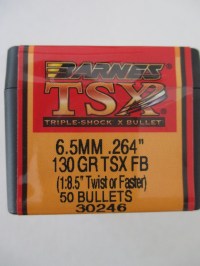 BARNES
TSX
TRIPLE-SHOCK X BULLET
6.5MM .264"
130 GR TSX FB
(1:8.5" Twist or Faster)
50 BULLETS
30246